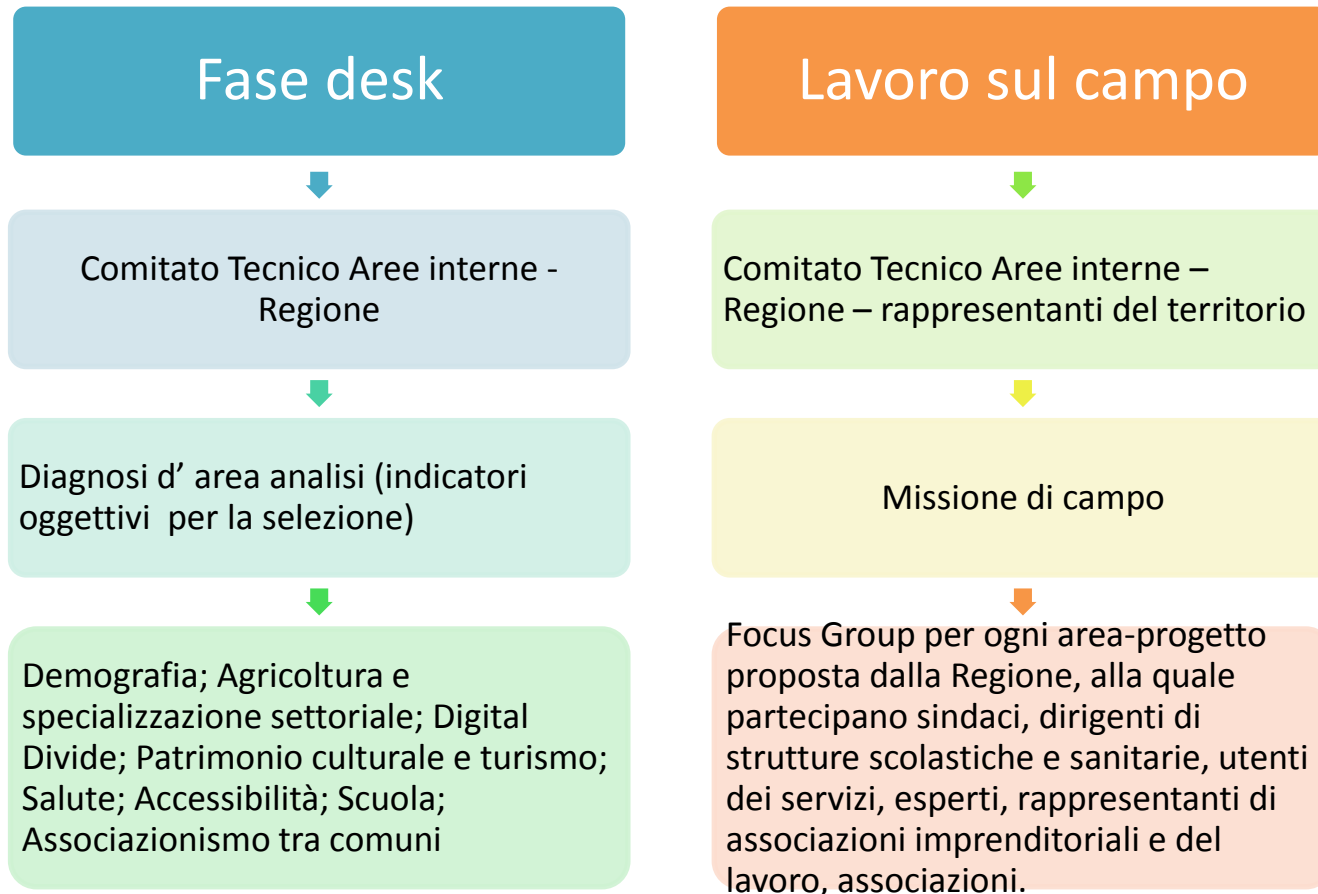 Fase desk
Comitato Tecnico Aree interne -
Regione
Diagnosi d’ area analisi (indicatori
oggettivi  per la selezione)
Demografia; Agricoltura e
specializzazione settoriale; Digital
Divide; Patrimonio culturale e turismo;
Salute; Accessibilità; Scuola;
Associazionismo tra comuni
Lavoro sul campo
Comitato Tecnico Aree interne –
Regione – rappresentanti del territorio
Missione di campo
Focus Group per ogni area-progetto
proposta dalla Regione, alla quale
partecipano sindaci, dirigenti di
strutture scolastiche e sanitarie, utenti
dei servizi, esperti, rappresentanti di
associazioni imprenditoriali e del
lavoro, associazioni.